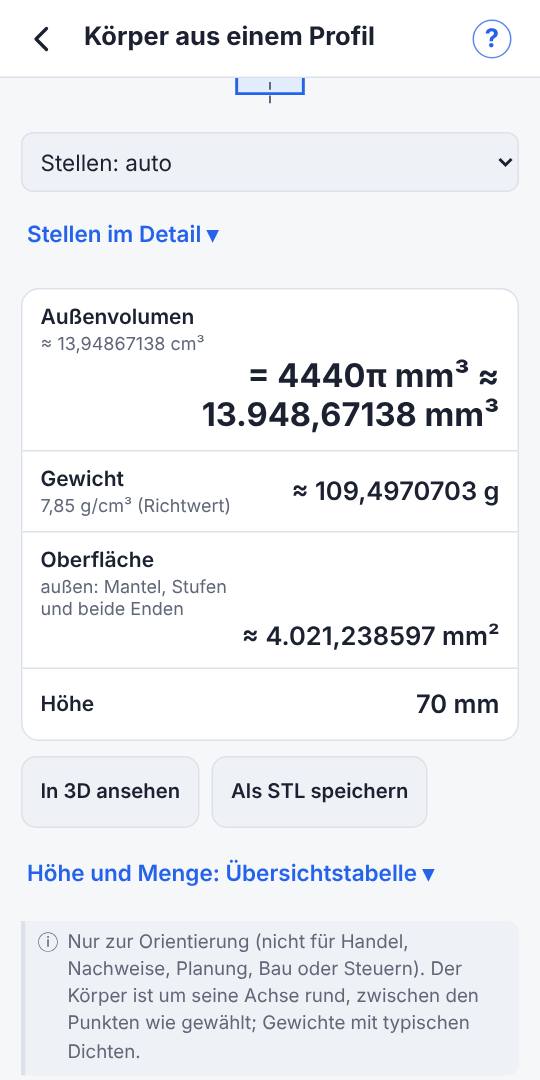 Körper aus einem Profil
?
Stellen: auto
Stellen im Detail ▾
Außenvolumen
≈ 13,94867138 cm³
= 4440π mm³ ≈
13.948,67138 mm³
Gewicht
7,85 g/cm³ (Richtwert)
≈ 109,4970703 g
Oberfläche
außen: Mantel, Stufen
und beide Enden
≈ 4.021,238597 mm²
Höhe
70 mm
In 3D ansehen
Als STL speichern
Höhe und Menge: Übersichtstabelle ▾
ⓘ Nur zur Orientierung (nicht für Handel,
Nachweise, Planung, Bau oder Steuern). Der
Körper ist um seine Achse rund, zwischen den
Punkten wie gewählt; Gewichte mit typischen
Dichten.